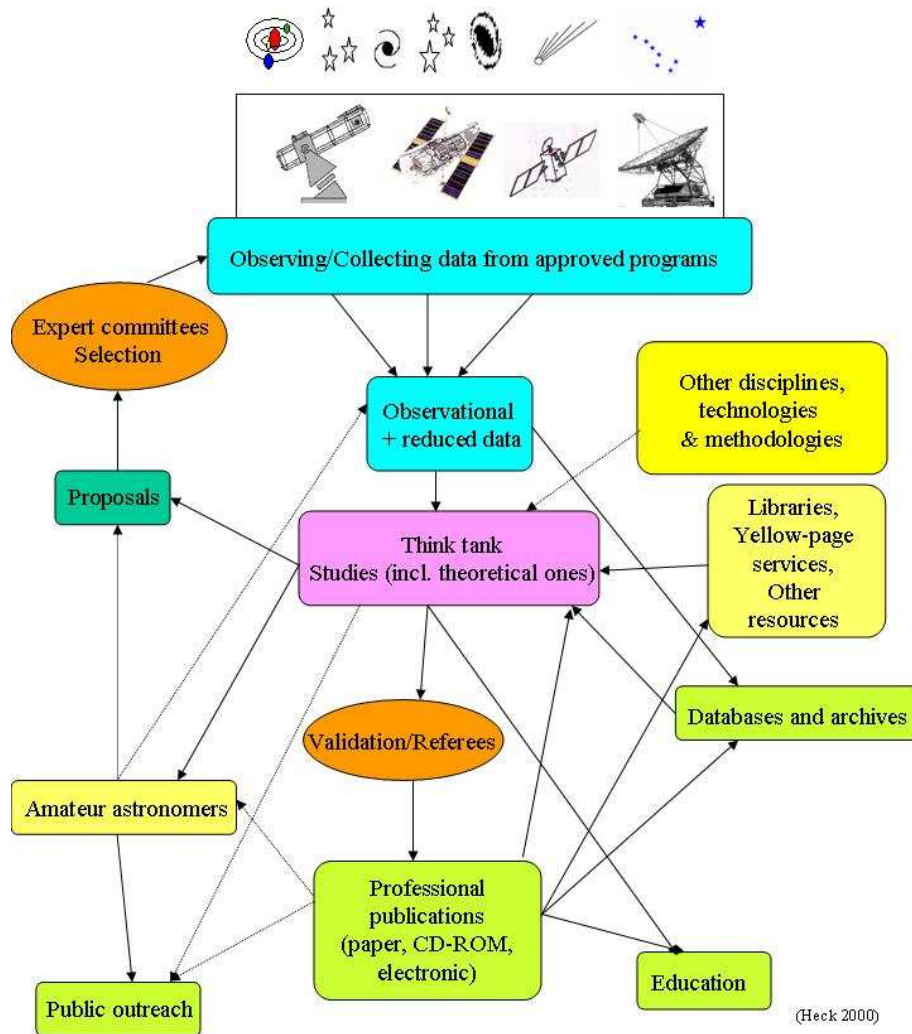 Observing/Collecting data from approved programs
Expert committees
Selection
Other disciplines,
technologies
& methodologies
Observational
+ reduced data
Proposals
Libraries,
Yellow-page
services,
Other
resources
Think tank
Studies (incl. theoretical ones)
Databases and archives
Validation/Referees
Amateur astronomers
Professional
publications
(paper, CD-ROM,
electronic)
Education
Public outreach
(Heck 2000)